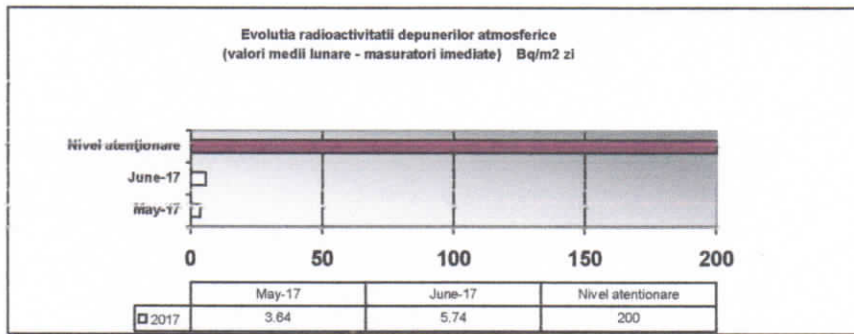 Evolutia radioactivitatii depunerilor atmosferice
(valori medii lunare - masuratori imediate) Bq/m2 zi
Nivel atenţionare
June-17
May-17
0 50 100 150 200
May-17 June-17 Nivel atentionare
2017 3.64 5.74 200